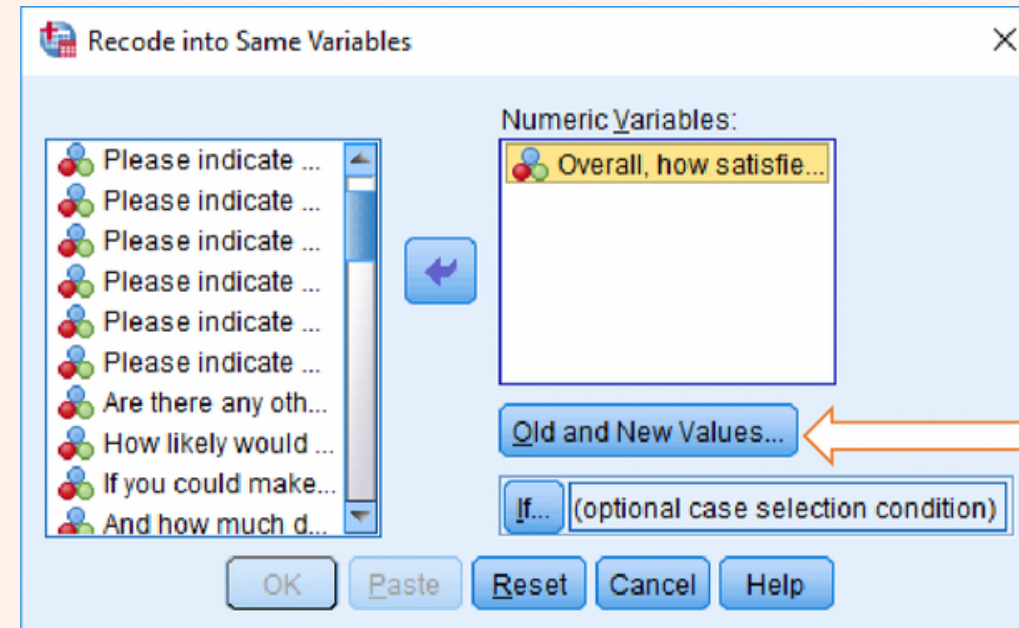 Recode into Same Variables
Numeric Variables:
Please indicate ...
Please indicate ...
Please indicate ...
Please indicate ...
Please indicate ...
Please indicate ...
Are there any oth...
How likely would ...
If you could make...
And how much d...
Overall, how satisfie...
Old and New Values...
If... (optional case selection condition)
OK Paste Reset Cancel Help